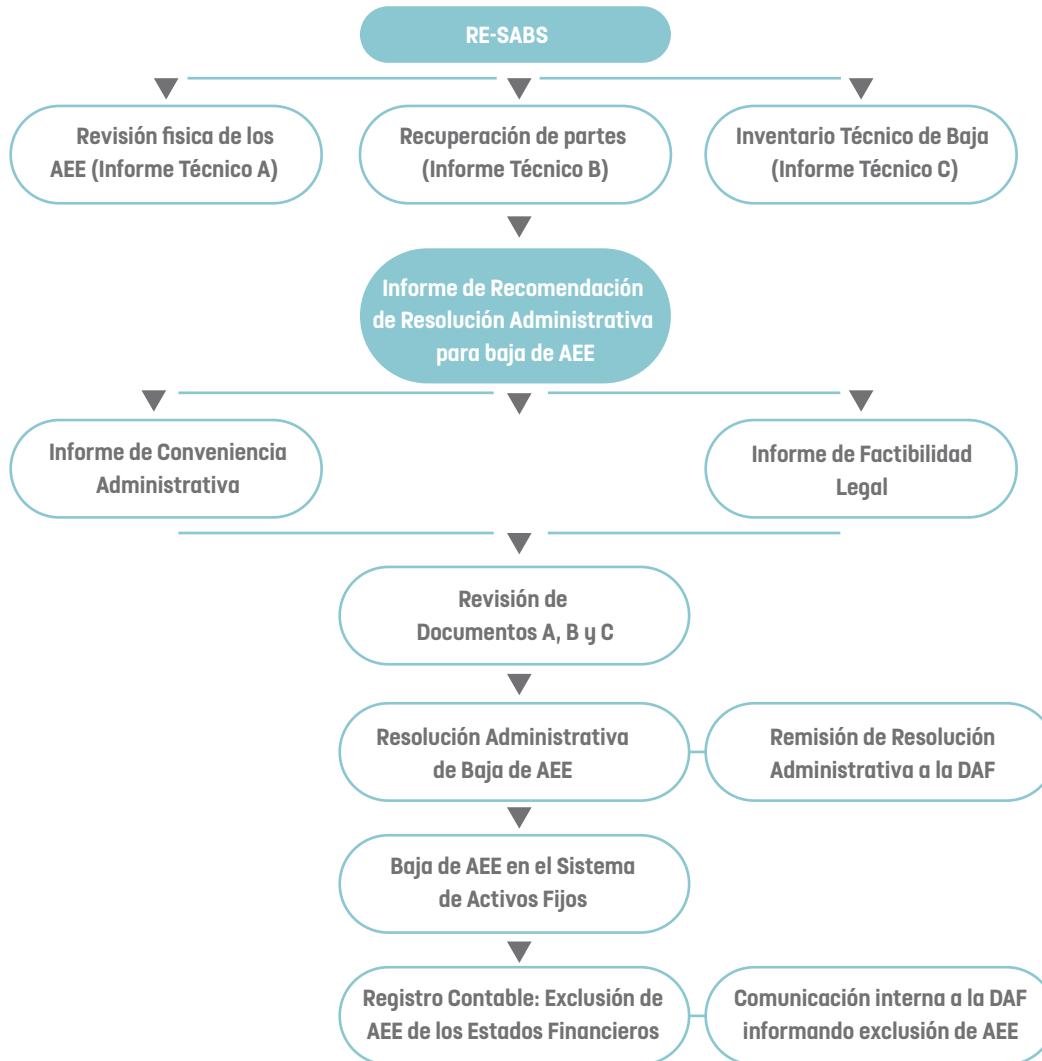 RE-SABS
Revisión fisica de los
AEE (Informe Técnico A)
Recuperación de partes
(Informe Técnico B)
Inventario Técnico de Baja
(Informe Técnico C)
Informe de Recomendación
de Resolución Administrativa
para baja de AEE
Informe de Conveniencia
Administrativa
Informe de Factibilidad
Legal
Revisión de
Documentos A, B y C
Resolución Administrativa
de Baja de AEE
Remisión de Resolución
Administrativa a la DAF
Baja de AEE en el Sistema
de Activos Fijos
Registro Contable: Exclusión de
AEE de los Estados Financieros
Comunicación interna a la DAF
informando exclusión de AEE